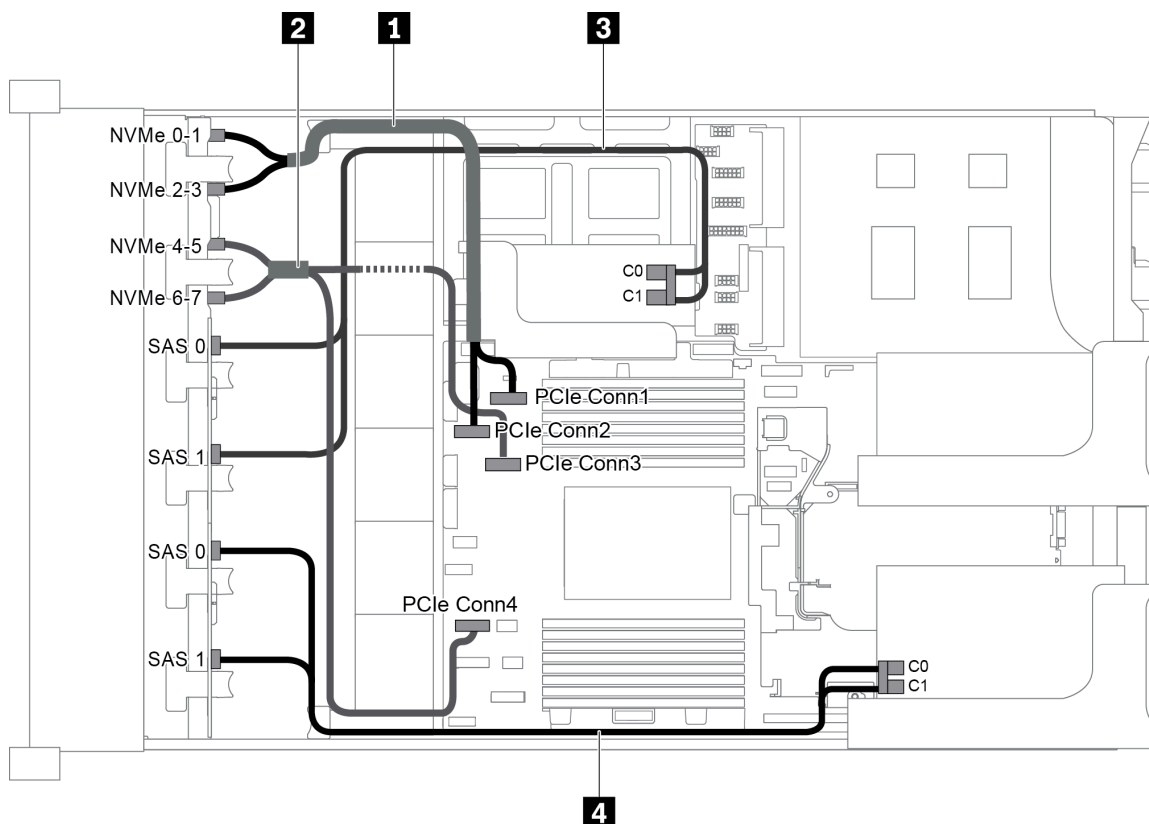 2
1
3
NVMe 0-1
NVMe 2-3
NVMe 4-5
NVMe 6-7
C0
C1
SAS 0
PCIe Conn1
PCIe Conn2
SAS 1
PCIe Conn3
SAS 0
PCIe Conn4
SAS 1
C0
C1
4